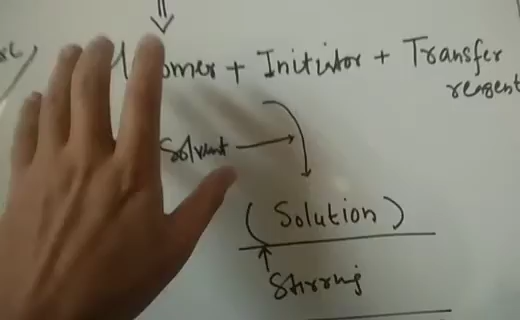 omer + Initiator + Transfer
reagent
Solvent
(Solution)
Stirring